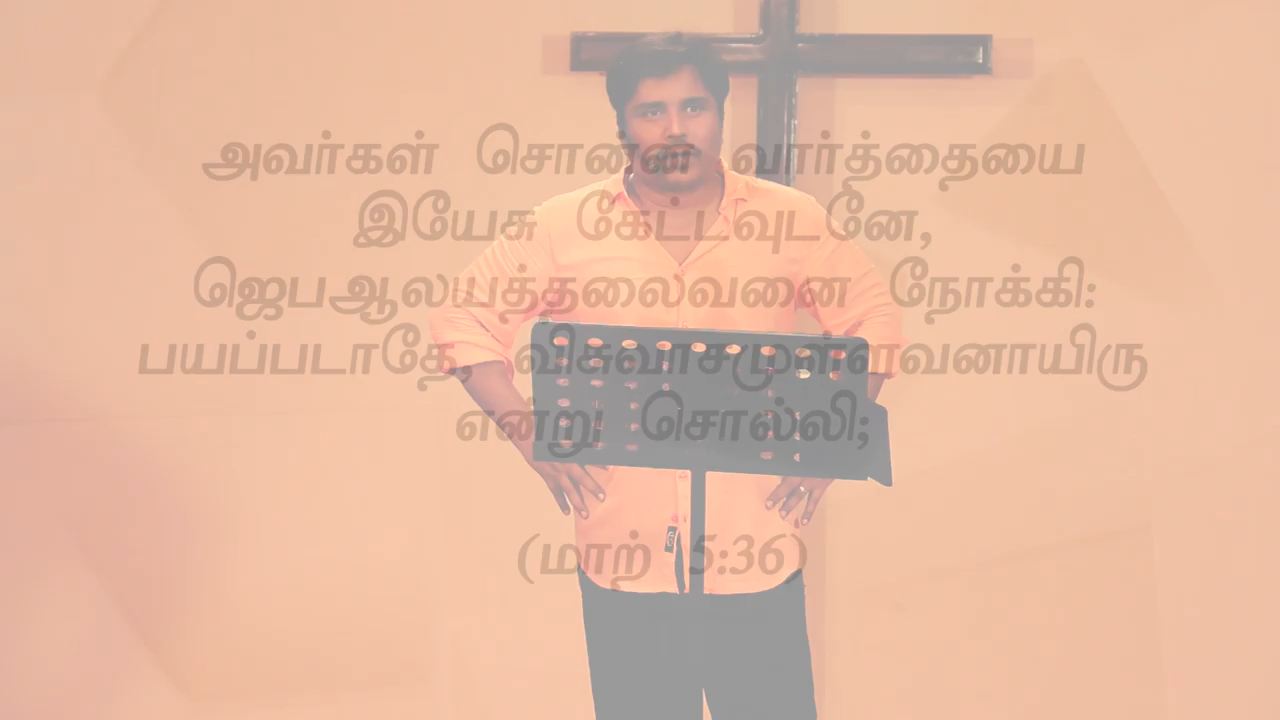 அவர்கள் சொன்ன வார்த்தையை
இயேசு கேட்டவுடனே,
ஜெபஆலயத்தலைவனை நோக்கி:
பயப்படாதே, விசுவாசமுள்ளவனாயிரு
என்று சொல்லி;
(மாற் 5:36)